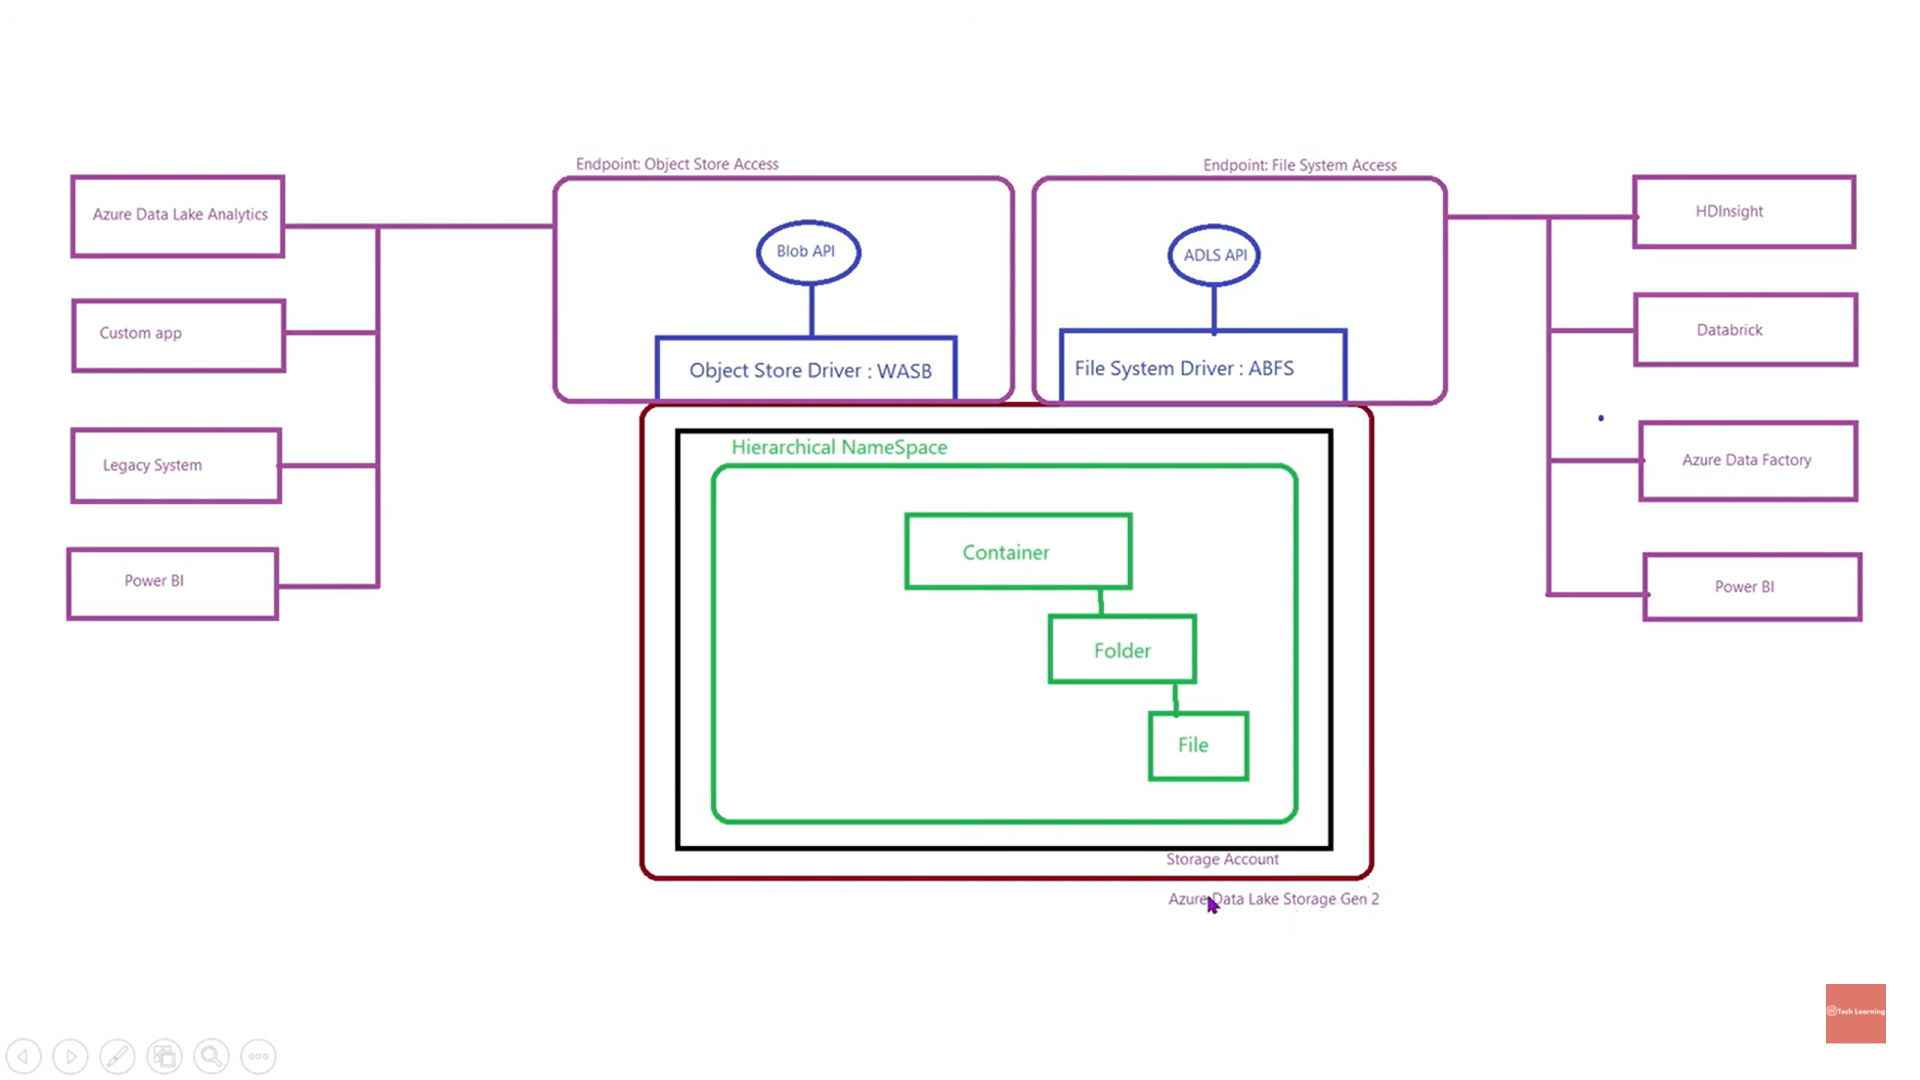 Endpoint: Object Store Access
Endpoint: File System Access
Azure Data Lake Analytics
Custom app
Legacy System
Power BI
Blob API
Object Store Driver : WASB
ADLS API
File System Driver : ABFS
HDInsight
Databrick
Azure Data Factory
Power BI
Hierarchical NameSpace
Container
Folder
File
Storage Account
Azure Data Lake Storage Gen 2
Tech Learning